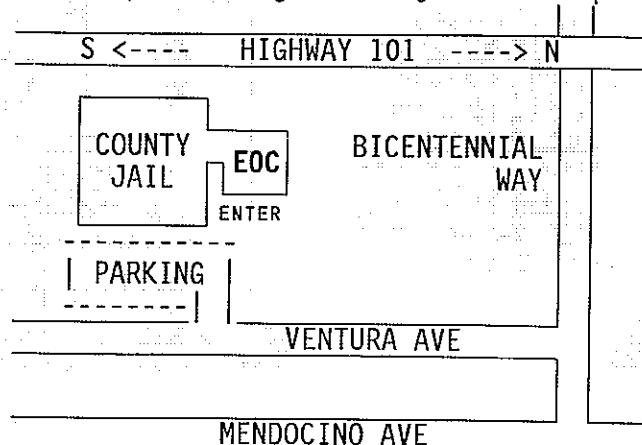 S <---- HIGHWAY 101 ----> N
COUNTY
JAIL
EOC
ENTER
BICENTENNIAL
WAY
PARKING
VENTURA AVE
MENDOCINO AVE